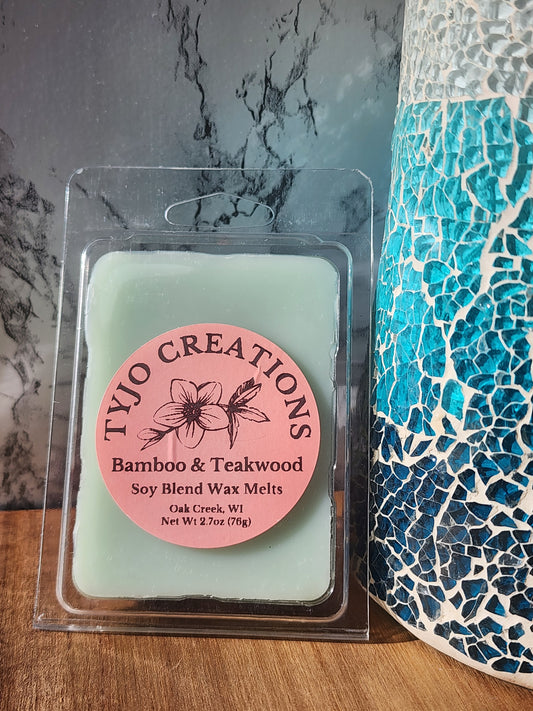 TYJO CREATIONS
Bamboo & Teakwood
Soy Blend Wax Melts
Oak Creek, WI
Net Wt 2.7oz (76g)